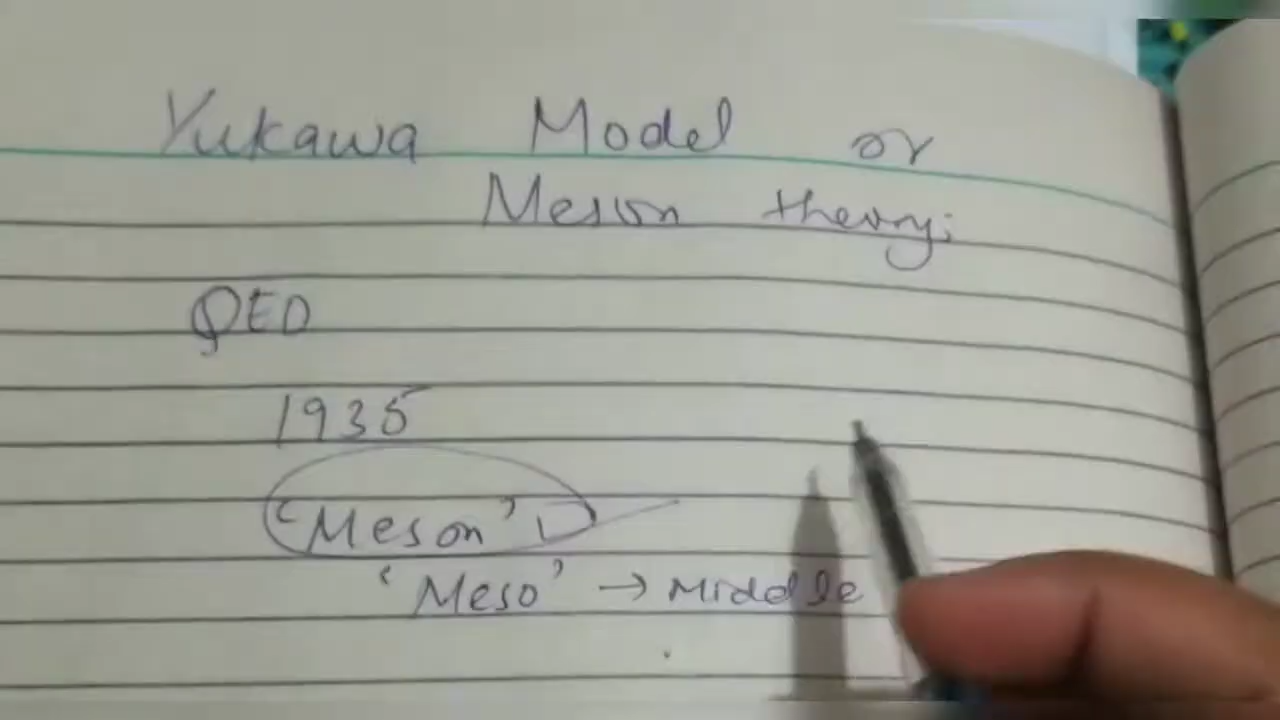 Yukawa Model or
Meson theory:
QED
1935
'Meson'
'Meso' → Middle